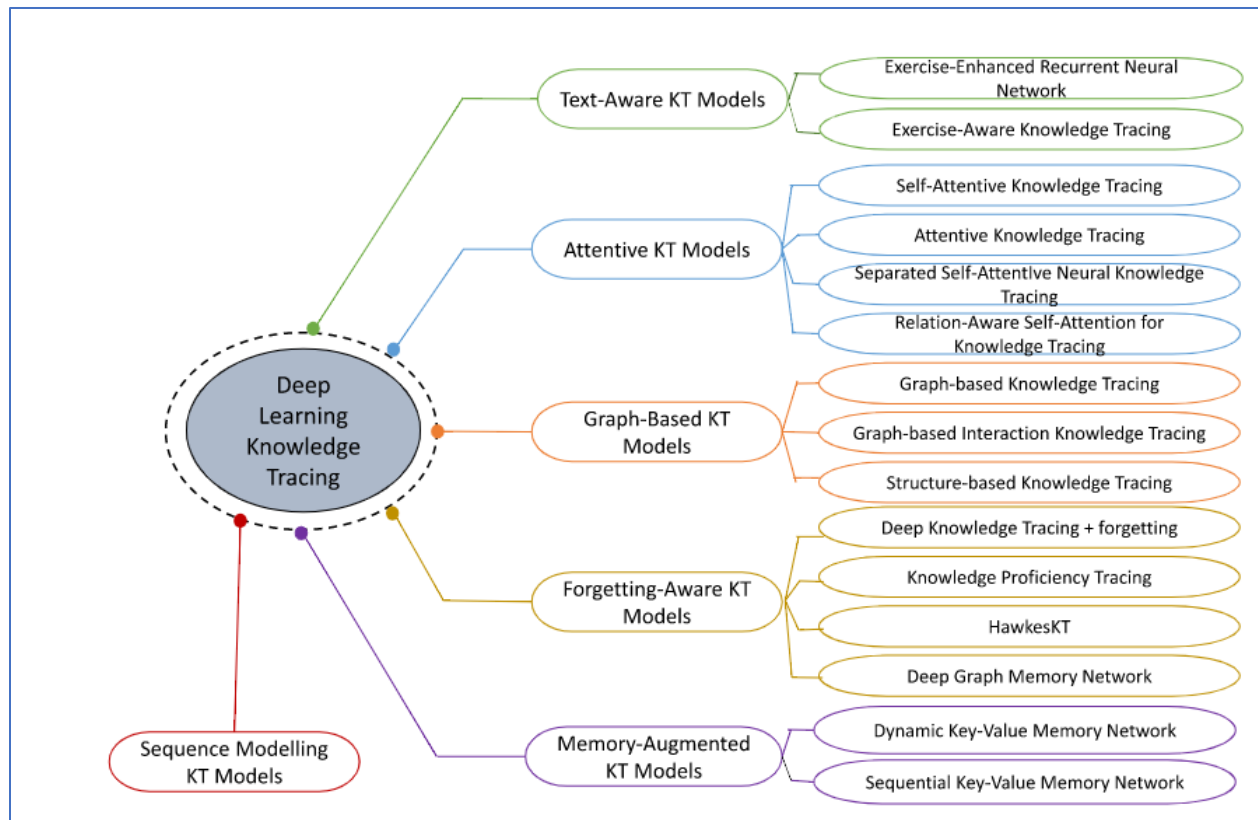 Exercise-Enhanced Recurrent Neural
Network
Text-Aware KT Models
Exercise-Aware Knowledge Tracing
Self-Attentive Knowledge Tracing
Attentive Knowledge Tracing
Attentive KT Models
Separated Self-Attentive Neural Knowledge
Tracing
Relation-Aware Self-Attention for
Knowledge Tracing
Deep
Learning
Knowledge
Tracing
Graph-based Knowledge Tracing
Graph-Based KT
Models
Graph-based Interaction Knowledge Tracing
Structure-based Knowledge Tracing
Deep Knowledge Tracing + forgetting
Knowledge Proficiency Tracing
Forgetting-Aware KT
Models
HawkesKT
Deep Graph Memory Network
Sequence Modelling
KT Models
Memory-Augmented
KT Models
Dynamic Key-Value Memory Network
Sequential Key-Value Memory Network